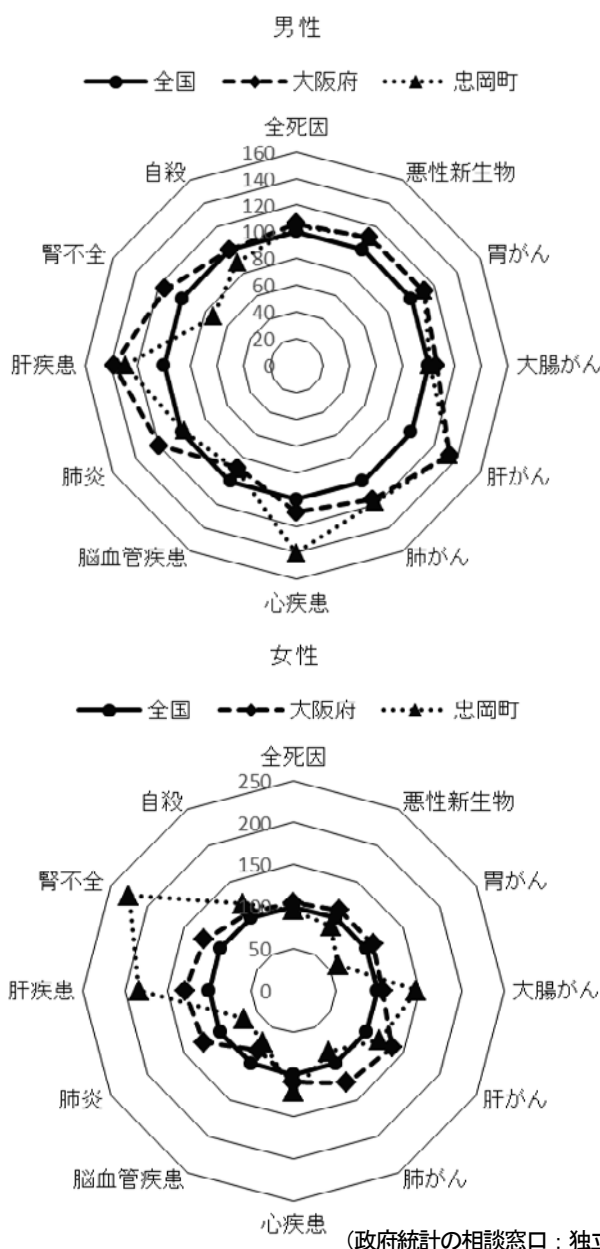 男性
全国 大阪府 忠岡町
全死因
160
自殺 140 悪性新生物
120
腎不全 100 胃がん
80
60
40
20
肝疾患 0 大腸がん
肺炎 肝がん
脳血管疾患 肺がん
心疾患
女性
全国 大阪府 忠岡町
全死因
250
自殺 200 悪性新生物
150
腎不全 100 胃がん
50
肝疾患 0 大腸がん
肺炎 肝がん
脳血管疾患 肺がん
心疾患
（政府統計の相談窓口：独立